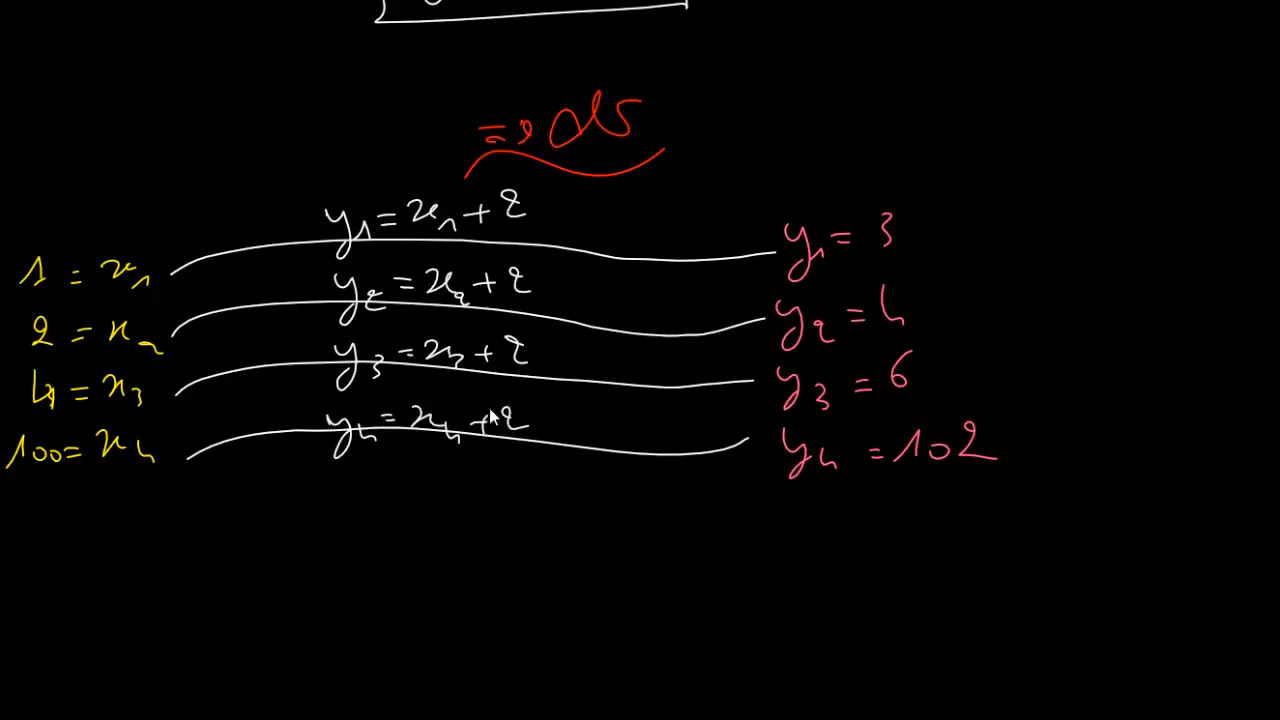 => ds
y₁ = x₁ + 2
1 = x₁
y₁ = 3
y₂ = x₂ + 2
2 = x₂
y₂ = 4
y₃ = x₃ + 2
4 = x₃
y₃ = 6
y₄ = x₄ + 2
100 = x₄
y₄ = 102